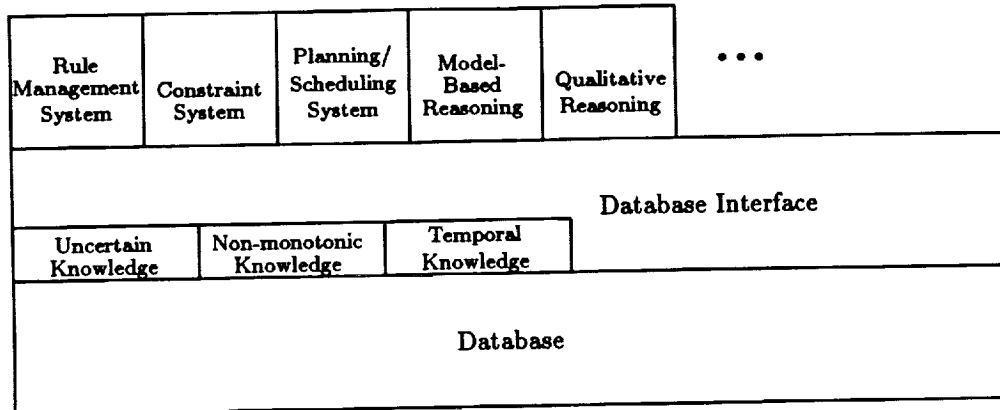 Rule
Management
System
Constraint
System
Planning/
Scheduling
System
Model-
Based
Reasoning
Qualitative
Reasoning
• • •
Database Interface
Uncertain
Knowledge
Non-monotonic
Knowledge
Temporal
Knowledge
Database